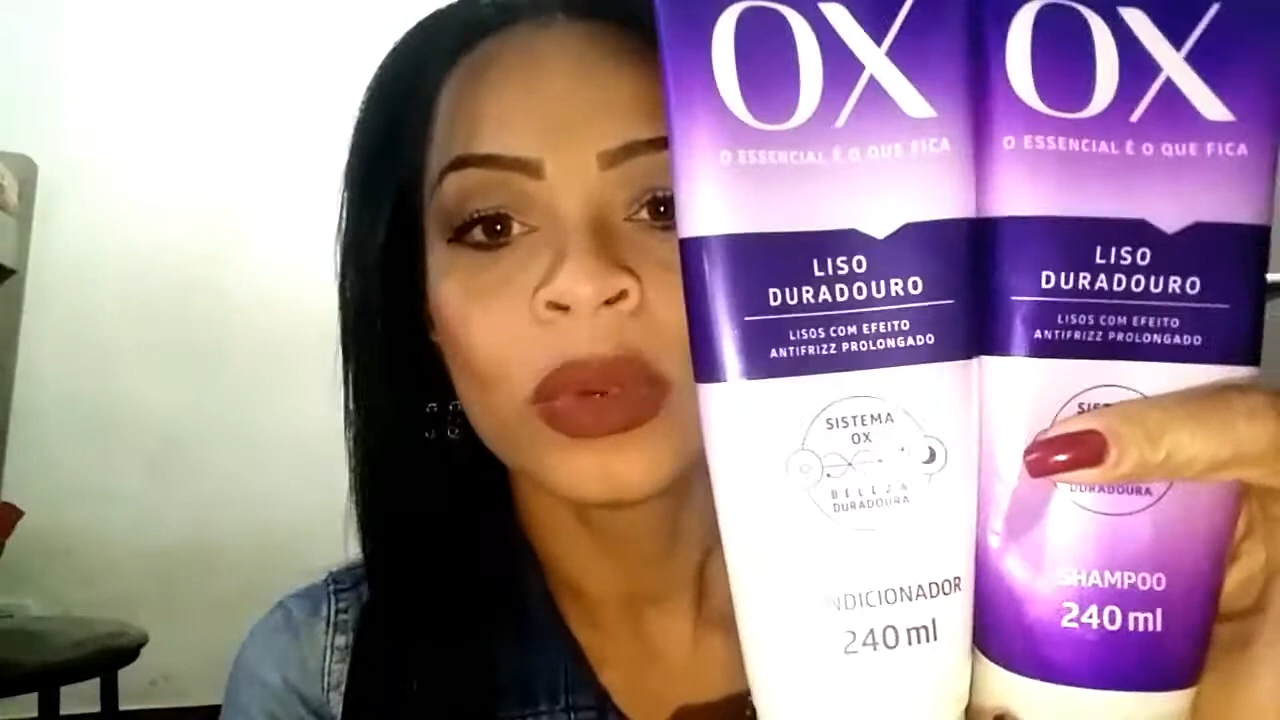 OX
O ESSENCIAL É O QUE FICA
LISO
DURADOURO
LISOS COM EFEITO
ANTIFRIZZ PROLONGADO
SISTEMA
OX
BELEZA
DURADOURA
NDICIONADOR
240 ml
OX
O ESSENCIAL É O QUE FICA
LISO
DURADOURO
LISOS COM EFEITO
ANTIFRIZZ PROLONGADO
DURADOURA
SHAMPOO
240 ml